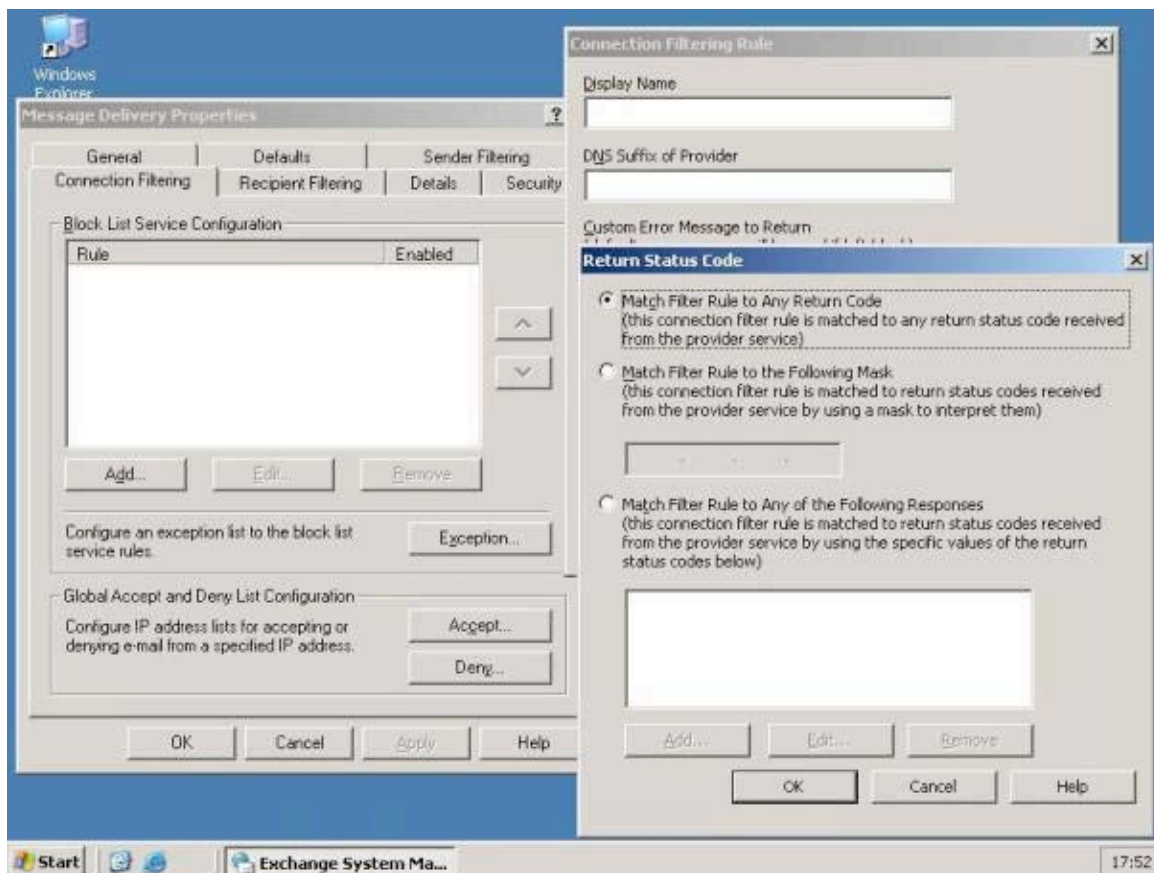 Windows
Explorer
Message Delivery Properties
?
General
Defaults
Sender Filtering
Connection Filtering
Recipient Filtering
Details
Security
Block List Service Configuration
Rule
Enabled
Add...
Edit...
Remove
Configure an exception list to the block list
service rules.
Exception...
Global Accept and Deny List Configuration
Configure IP address lists for accepting or
denying e-mail from a specified IP address.
Accept...
Deny...
OK
Cancel
Apply
Help
Connection Filtering Rule
Display Name
DNS Suffix of Provider
Custom Error Message to Return
Return Status Code
Match Filter Rule to Any Return Code
(this connection filter rule is matched to any return status code received
from the provider service)
Match Filter Rule to the Following Mask
(this connection filter rule is matched to return status codes received
from the provider service by using a mask to interpret them)
Match Filter Rule to Any of the Following Responses
(this connection filter rule is matched to return status codes received
from the provider service by using the specific values of the return
status codes below)
Add...
Edit...
Remove
OK
Cancel
Help
Start
Exchange System Ma...
17:52